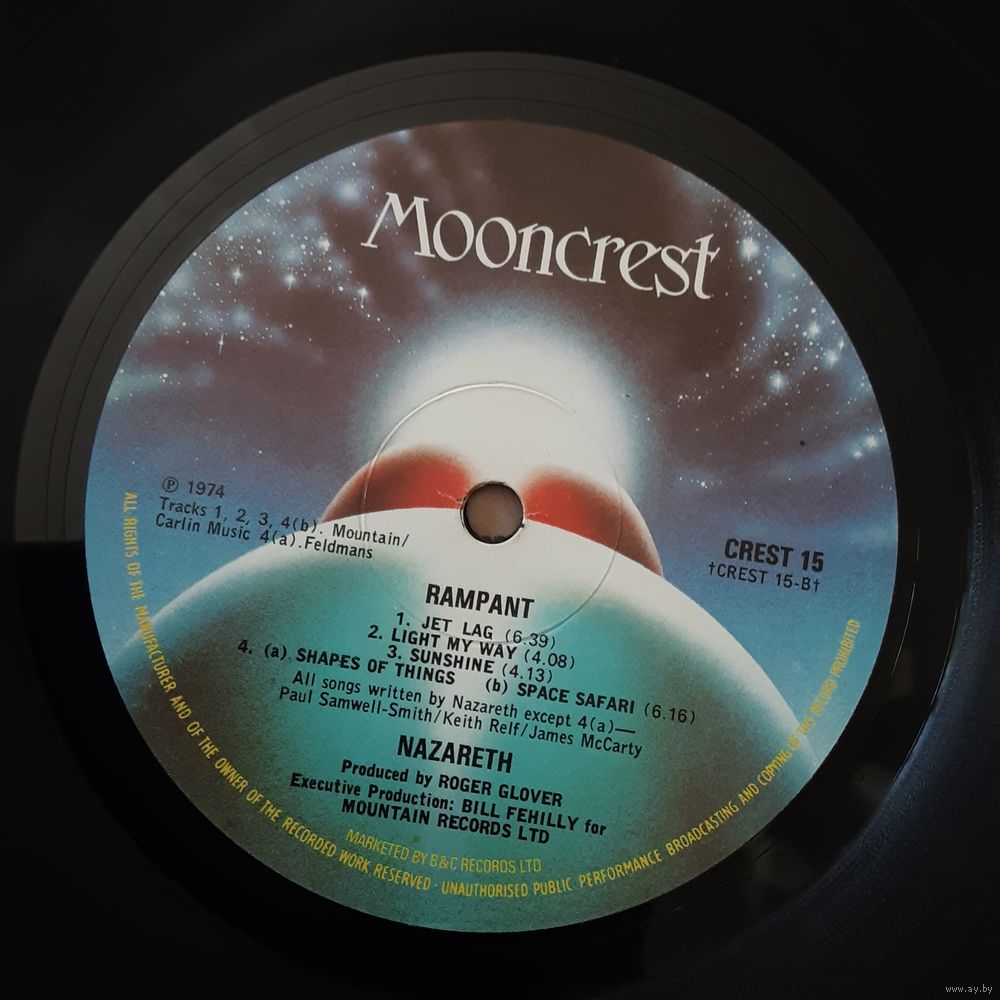 Mooncrest
℗ 1974
Tracks 1, 2, 3, 4(b). Mountain/
Carlin Music 4(a).Feldmans
CREST 15
†CREST 15-B†
RAMPANT
1. JET LAG (6.39)
2. LIGHT MY WAY (4.08)
3. SUNSHINE (4.13)
4. (a) SHAPES OF THINGS (b) SPACE SAFARI (6.16)
All songs written by Nazareth except 4(a)—
Paul Samwell-Smith/Keith Relf/James McCarty
NAZARETH
Produced by ROGER GLOVER
Executive Production: BILL FEHILLY for
MOUNTAIN RECORDS LTD
MARKETED BY B&C RECORDS LTD
ALL RIGHTS OF THE MANUFACTURER AND OF THE OWNER OF THE RECORDED WORK RESERVED · UNAUTHORISED PUBLIC PERFORMANCE BROADCASTING AND COPYING OF THIS RECORD PROHIBITED
www.ay.by